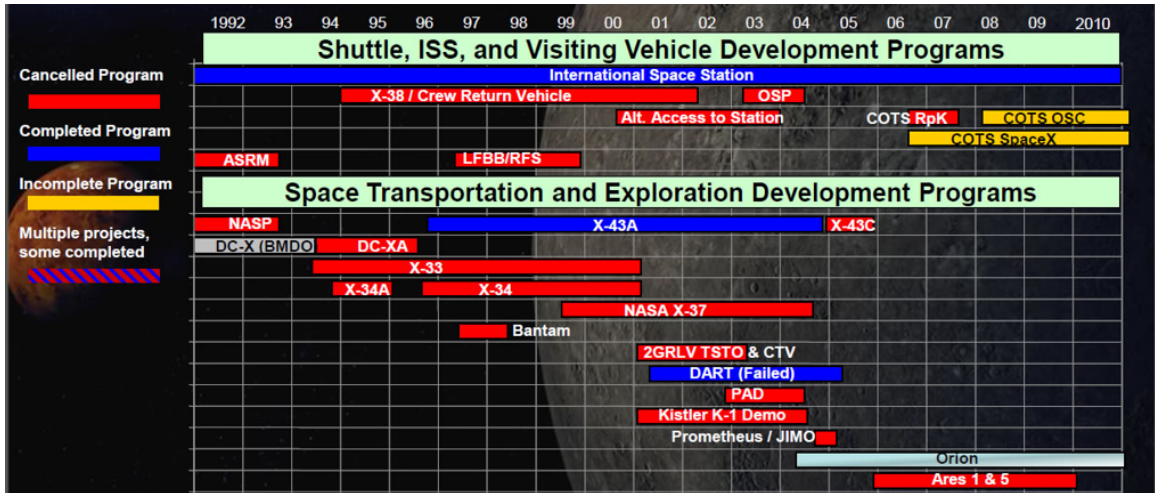 1992 93 94 95 96 97 98 99 00 01 02 03 04 05 06 07 08 09 2010
Shuttle, ISS, and Visiting Vehicle Development Programs
Cancelled Program
Completed Program
Incomplete Program
Multiple projects,
some completed
International Space Station
X-38 / Crew Return Vehicle OSP
Alt. Access to Station COTS RpK COTS OSC
COTS SpaceX
ASRM LFBB/RFS
Space Transportation and Exploration Development Programs
NASP X-43A X-43C
DC-X (BMDO DC-XA
X-33
X-34A X-34
NASA X-37
Bantam
2GRLV TSTO & CTV
DART (Failed)
PAD
Kistler K-1 Demo
Prometheus / JIMO
Orion
Ares 1 & 5